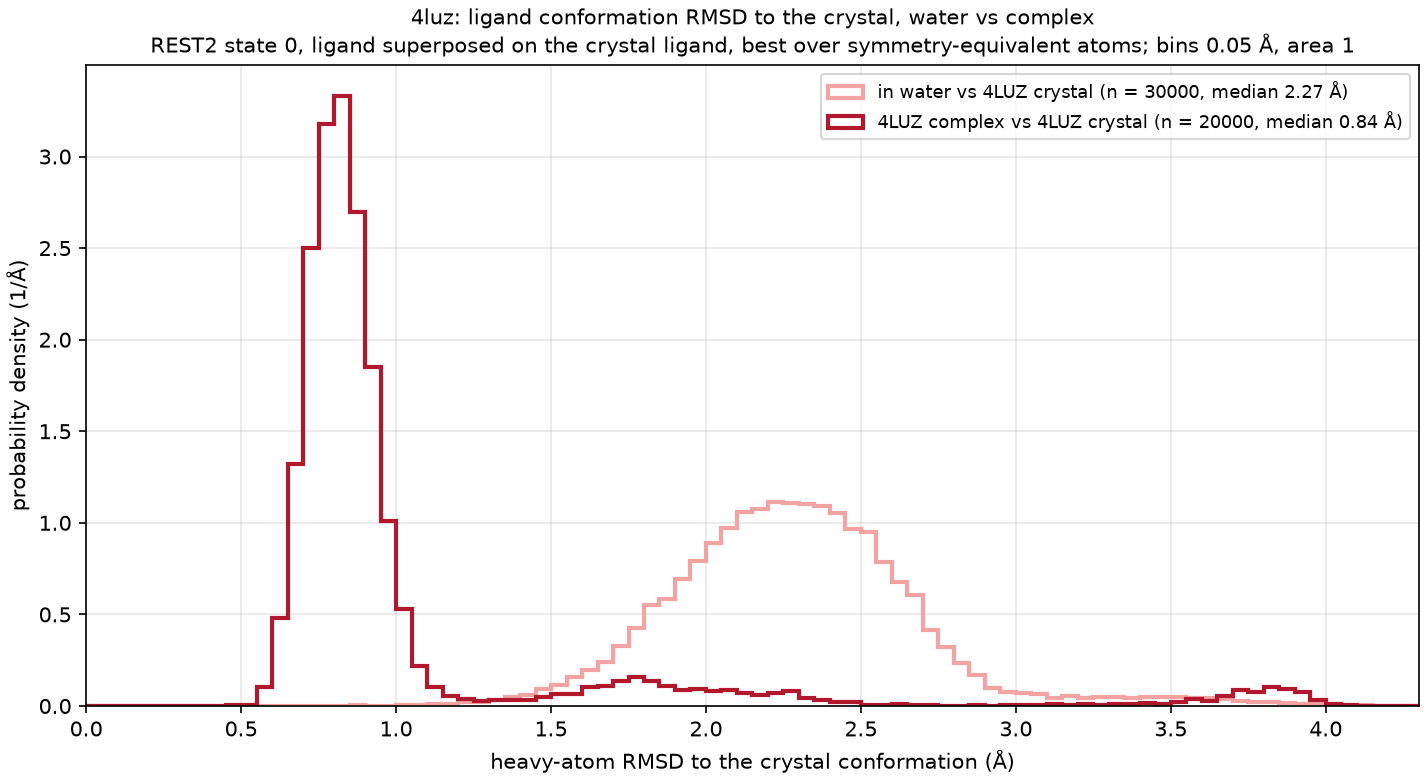 4luz: ligand conformation RMSD to the crystal, water vs complex
REST2 state 0, ligand superposed on the crystal ligand, best over symmetry-equivalent atoms; bins 0.05 Å, area 1
in water vs 4LUZ crystal (n = 30000, median 2.27 Å)
4LUZ complex vs 4LUZ crystal (n = 20000, median 0.84 Å)
probability density (1/Å)
3.0
2.5
2.0
1.5
1.0
0.5
0.0
0.0 0.5 1.0 1.5 2.0 2.5 3.0 3.5 4.0
heavy-atom RMSD to the crystal conformation (Å)